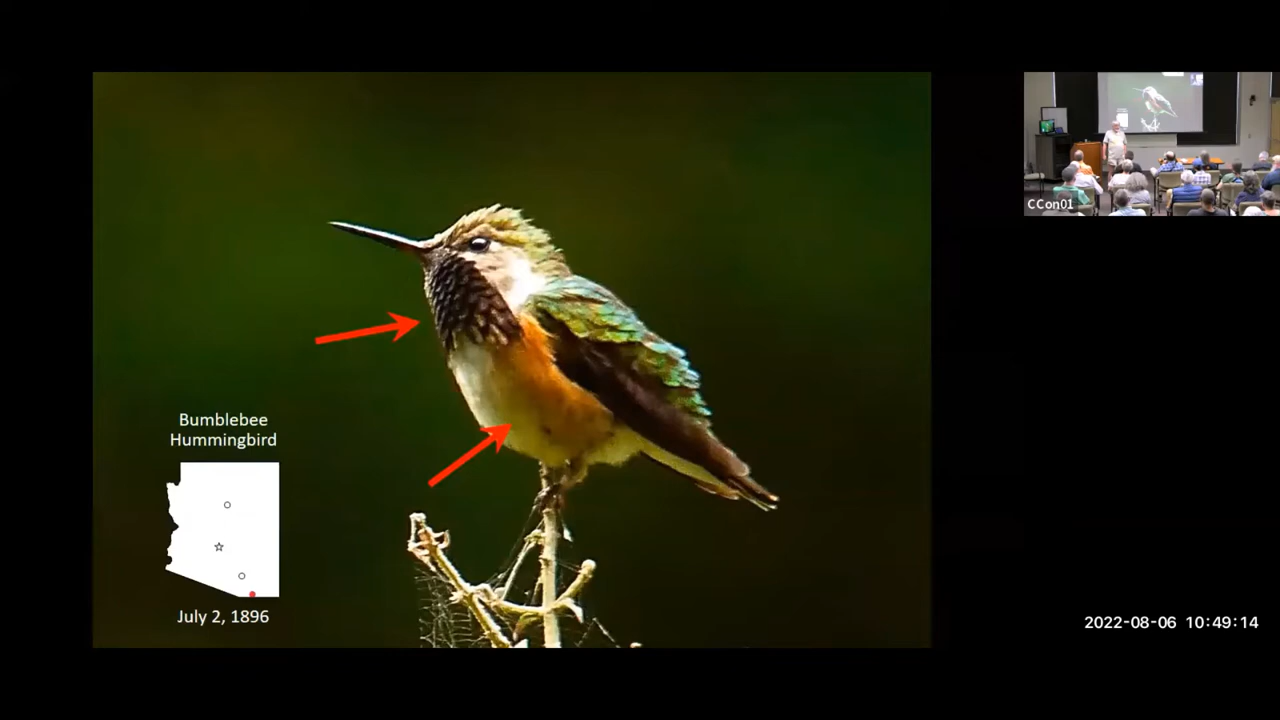 CCon01
Bumblebee
Hummingbird
July 2, 1896
2022-08-06 10:49:14